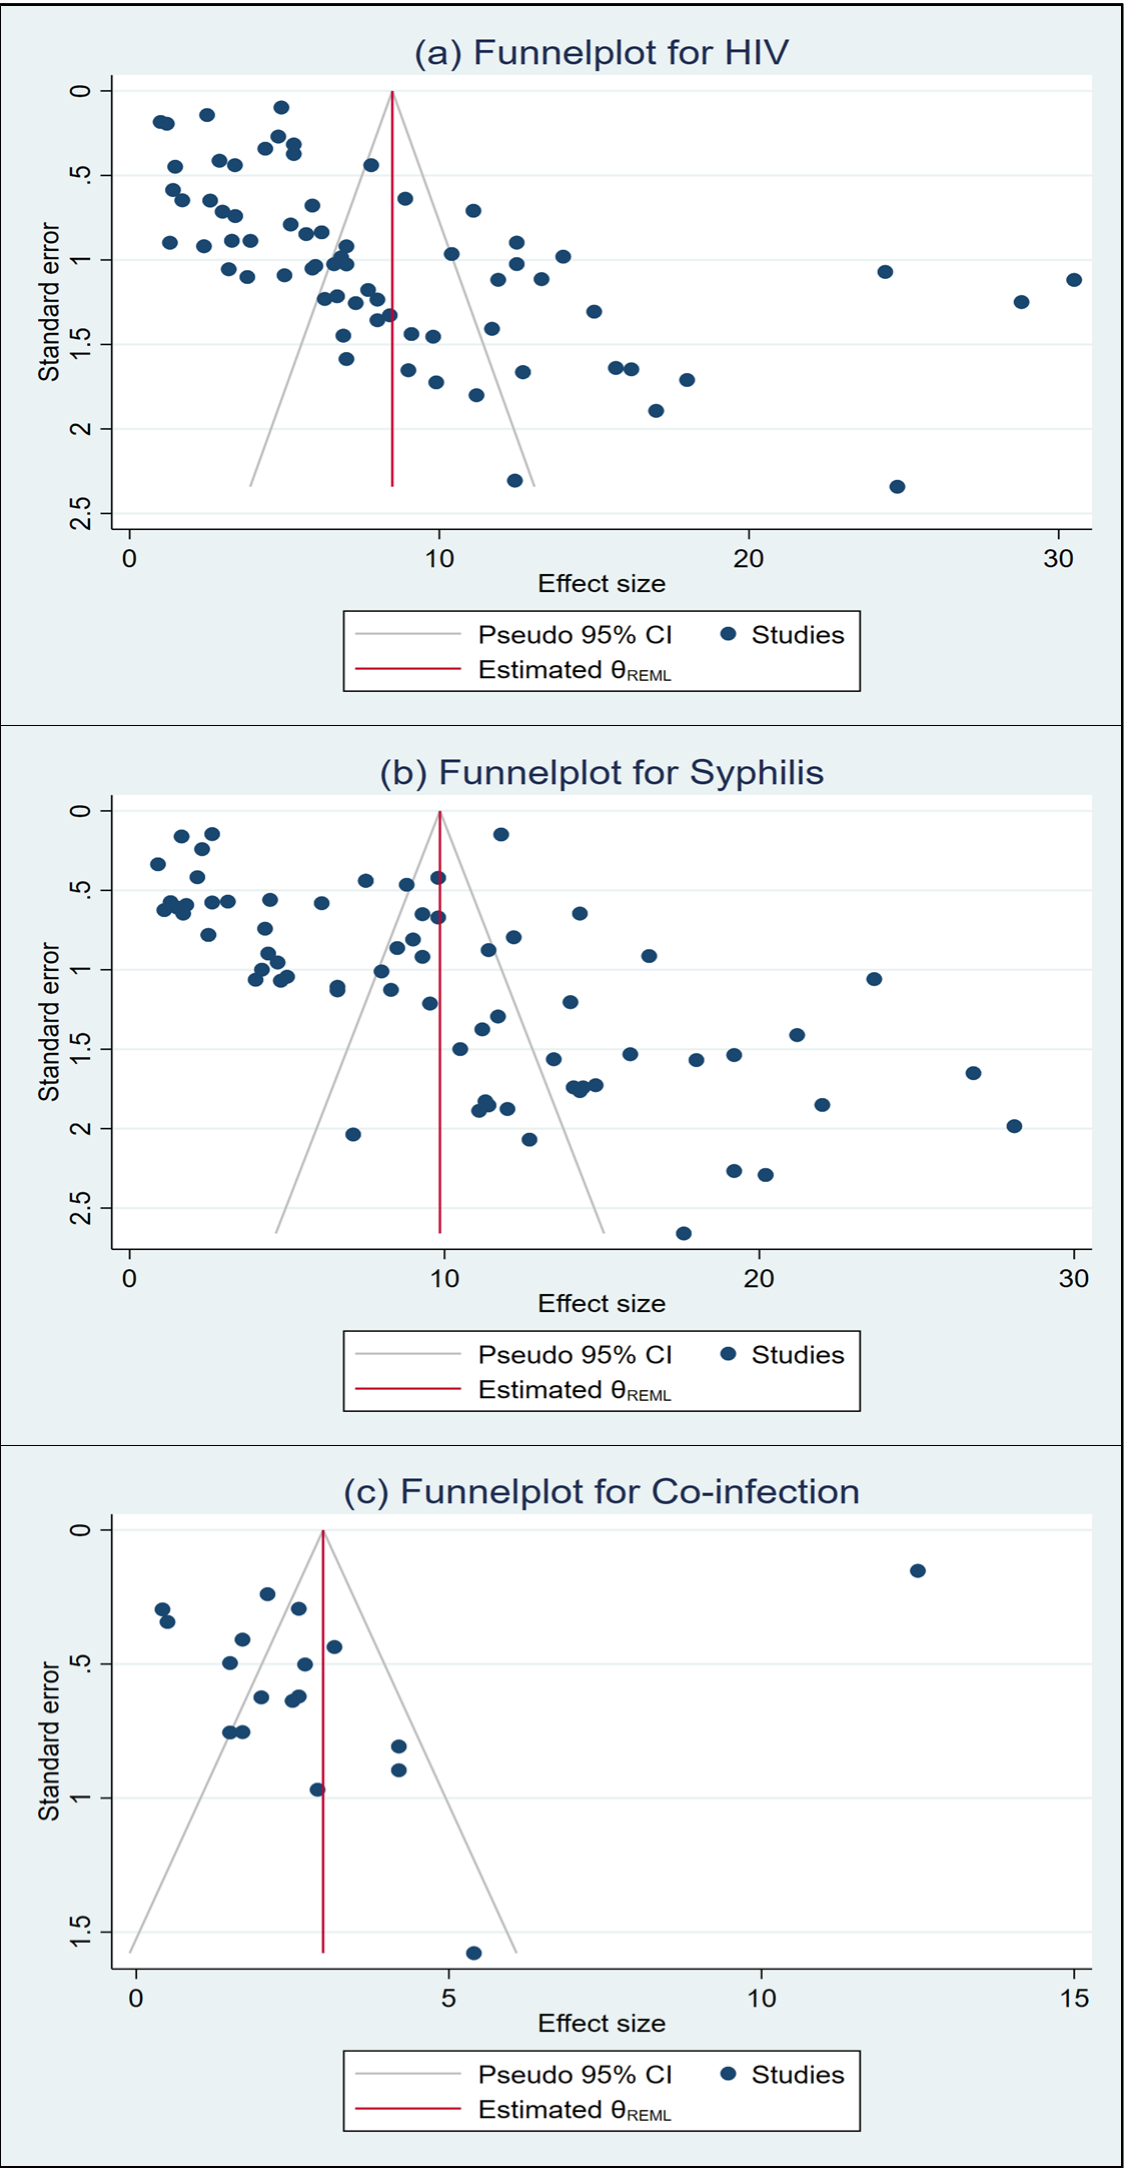 (a) Funnelplot for HIV
Standard error
0
.5
1
1.5
2
2.5
0 10 20 30
Effect size
Pseudo 95% CI Studies
Estimated θREML
(b) Funnelplot for Syphilis
Standard error
0
.5
1
1.5
2
2.5
0 10 20 30
Effect size
Pseudo 95% CI Studies
Estimated θREML
(c) Funnelplot for Co-infection
Standard error
0
.5
1
1.5
0 5 10 15
Effect size
Pseudo 95% CI Studies
Estimated θREML